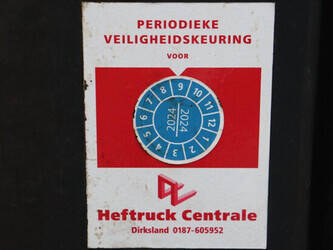 PERIODIEKE
VEILIGHEIDSKEURING
VOOR
1 2 3 4 5 6 7 8 9 10 11 12
2024
2024
Heftruck Centrale
Dirksland 0187-605952